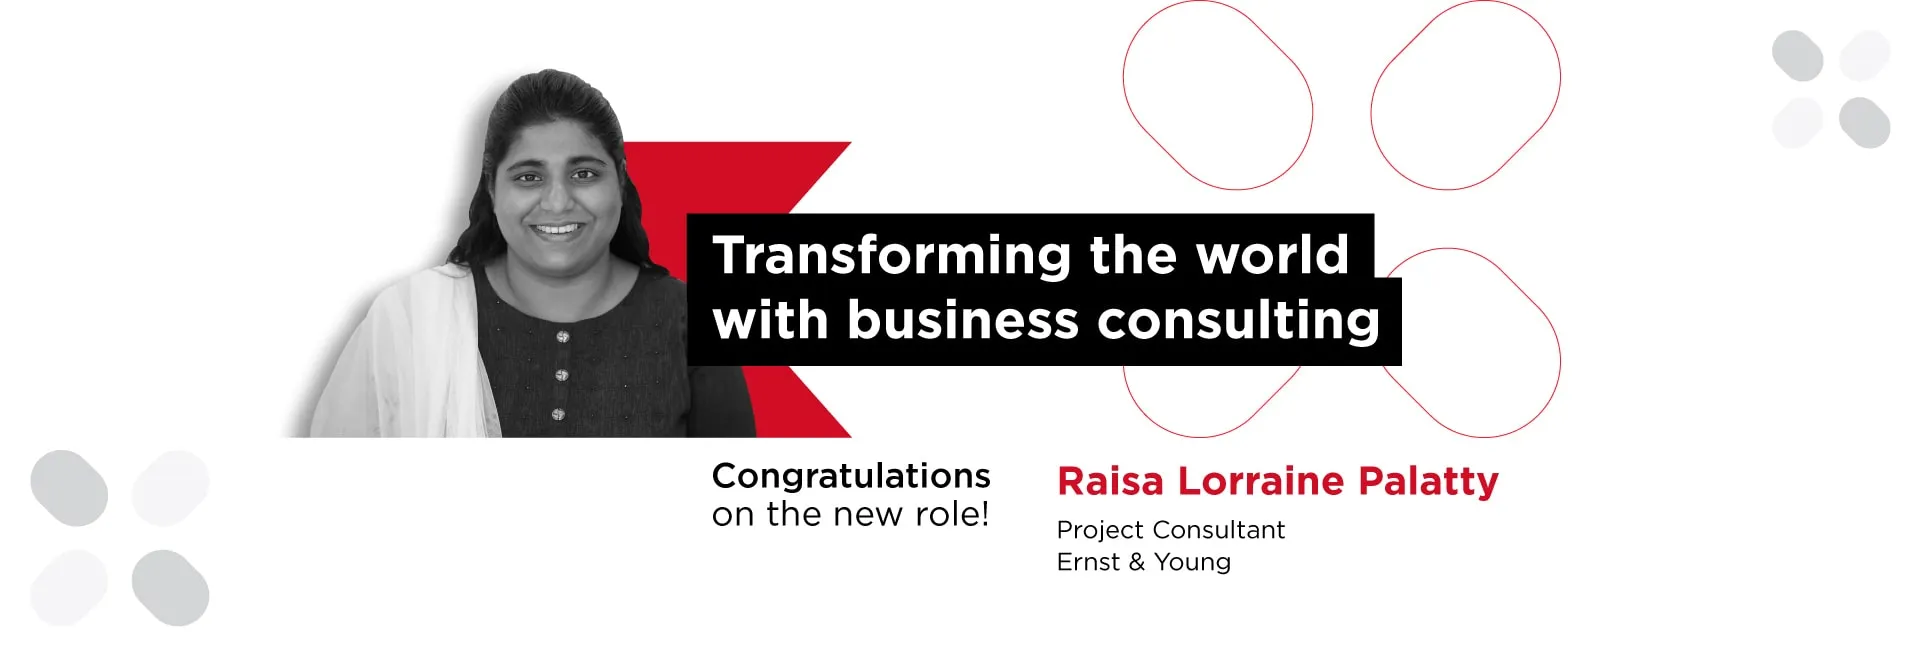 Transforming the world
with business consulting
Congratulations
on the new role!
Raisa Lorraine Palatty
Project Consultant
Ernst & Young